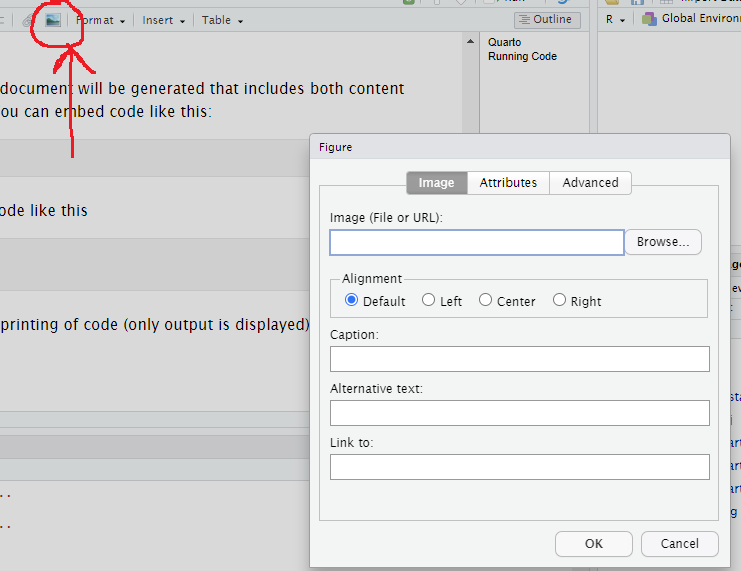 Format Insert Table Outline
R Global Environm
Quarto
Running Code
document will be generated that includes both content
ou can embed code like this:
ode like this
printing of code (only output is displayed)
Figure
Image Attributes Advanced
Image (File or URL):
Browse...
Alignment
Default Left Center Right
Caption:
Alternative text:
Link to:
OK Cancel